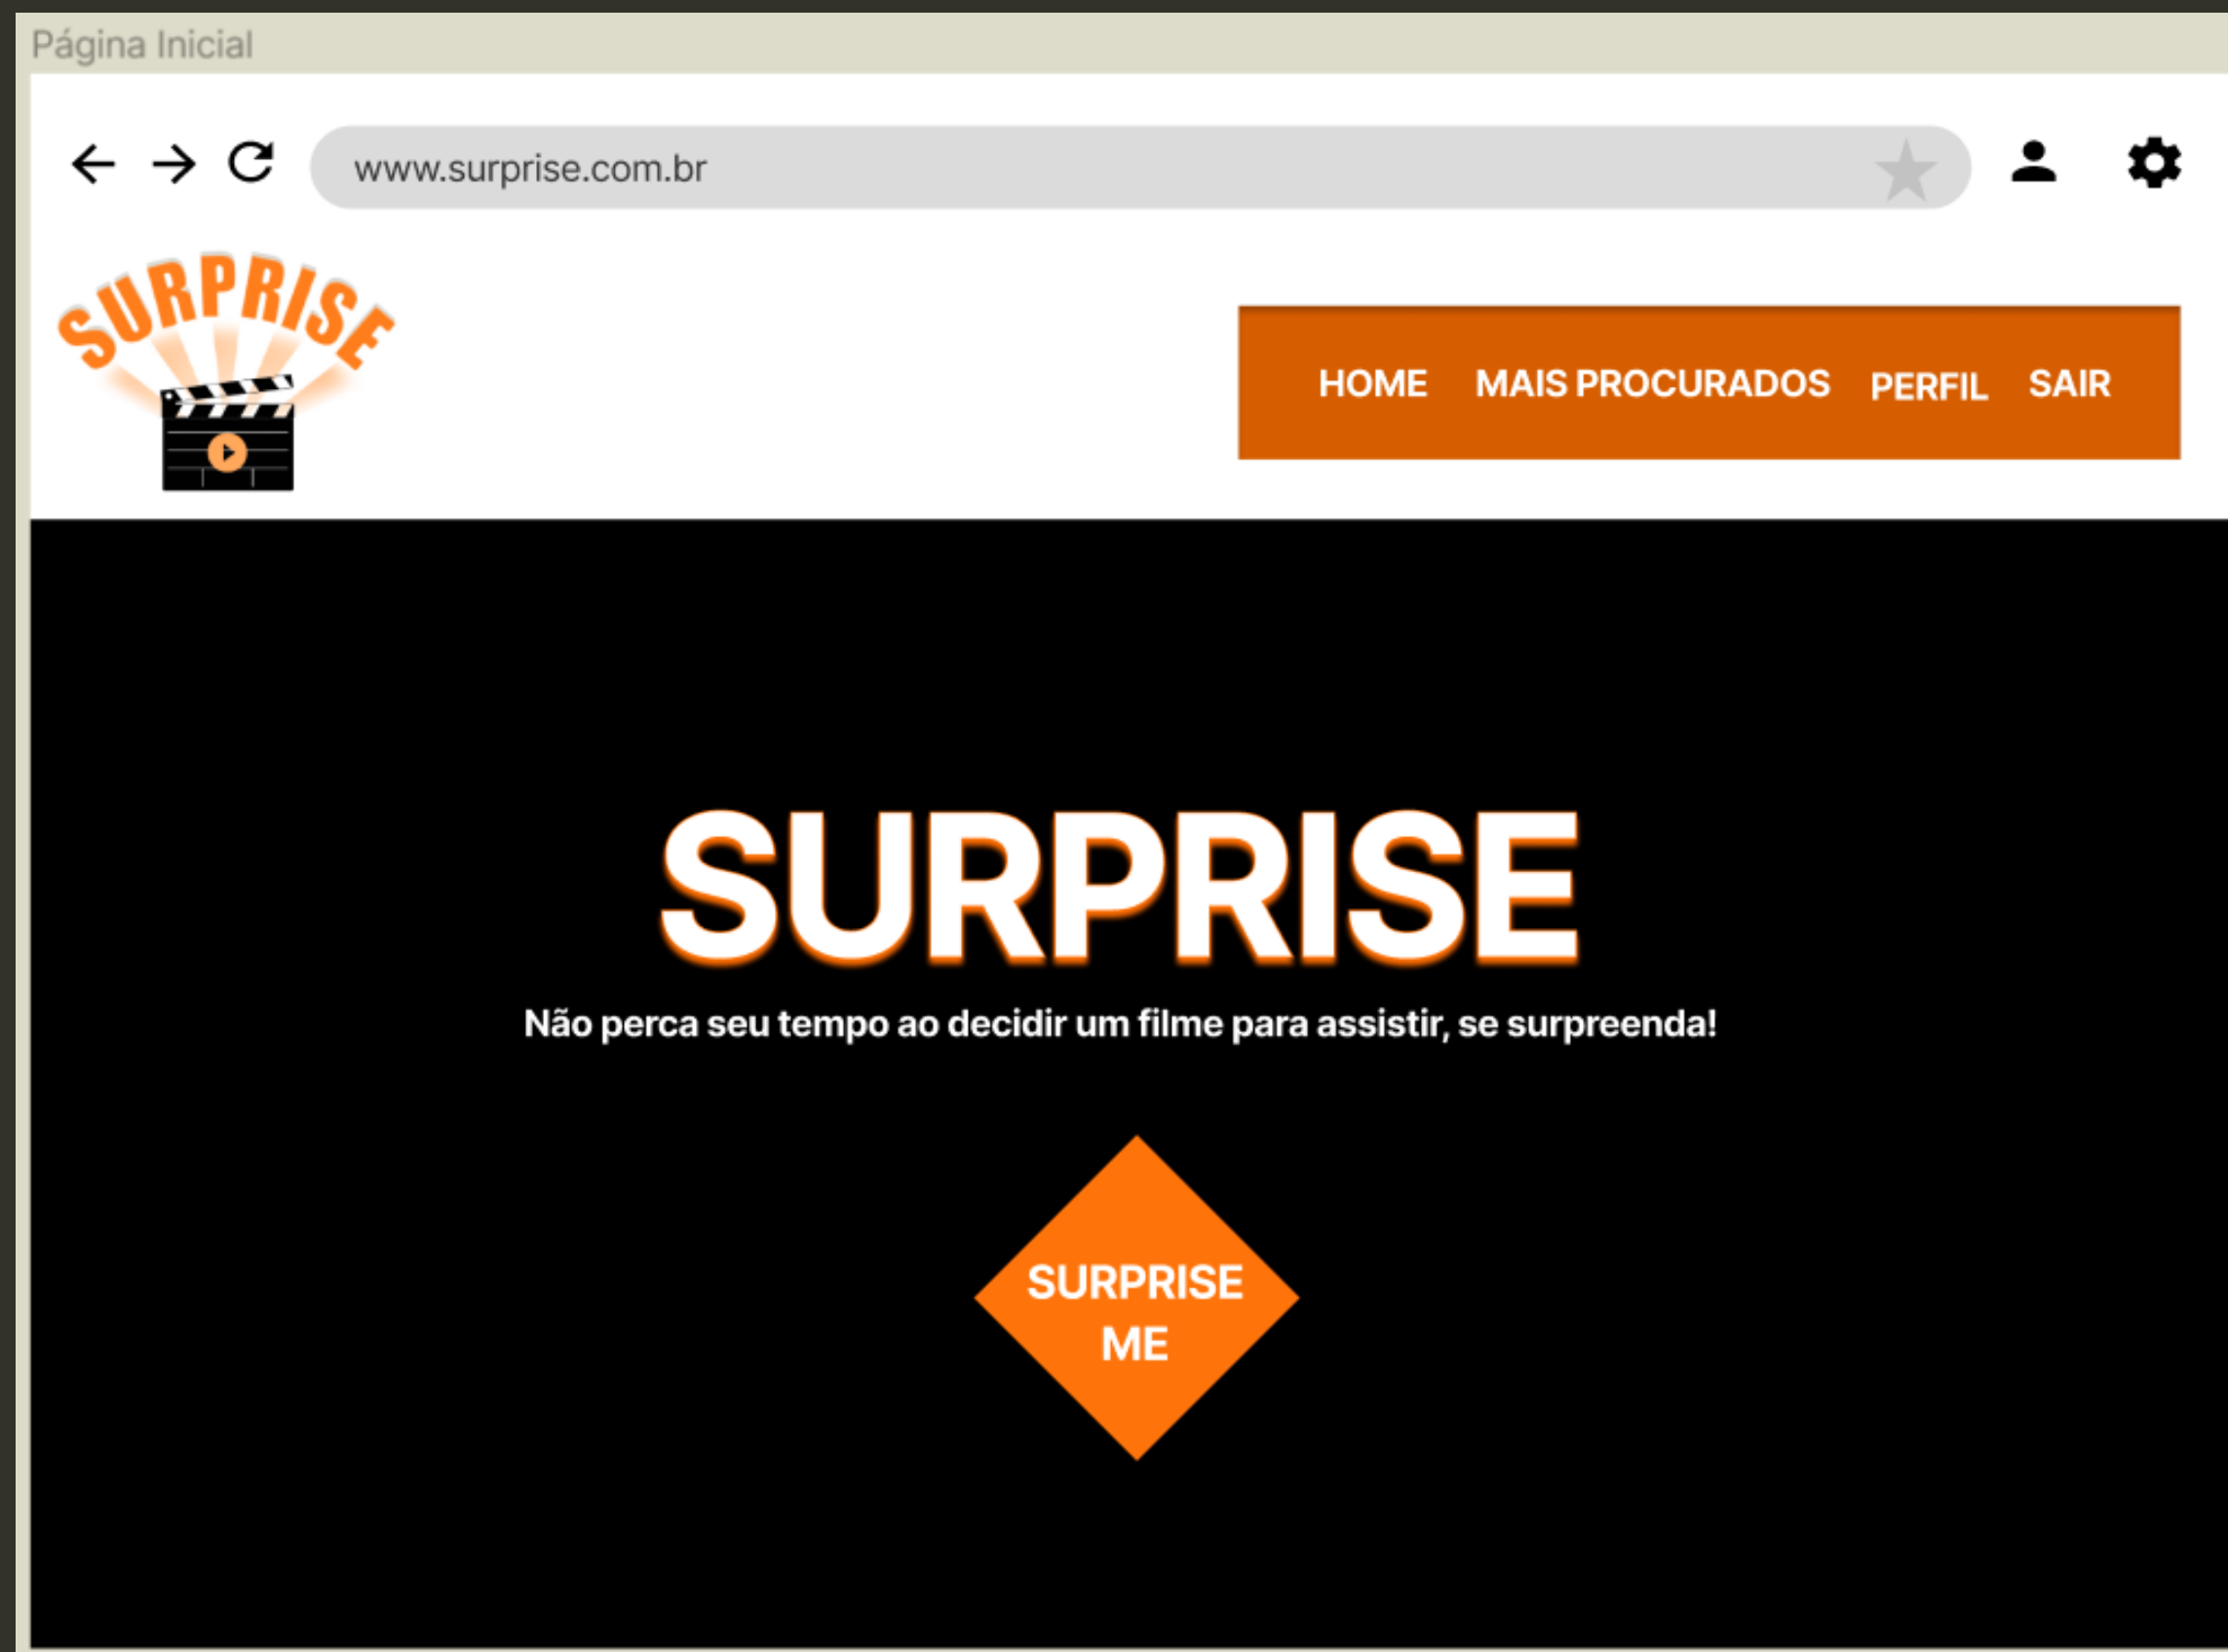 Página Inicial
www.surprise.com.br
SURPRISE
HOME MAIS PROCURADOS PERFIL SAIR
SURPRISE
Não perca seu tempo ao decidir um filme para assistir, se surpreenda!
SURPRISE
ME